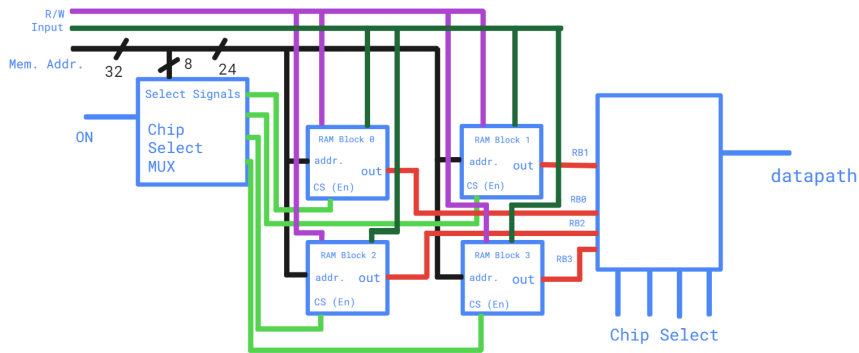 R/W
Input
Mem. Addr.
32
8
24
Select Signals
ON
Chip
Select
MUX
RAM Block 0
addr.
out
CS (En)
RAM Block 1
addr.
out
CS (En)
RAM Block 2
addr.
out
CS (En)
RAM Block 3
addr.
out
CS (En)
RB1
RB0
RB2
RB3
datapath
Chip Select